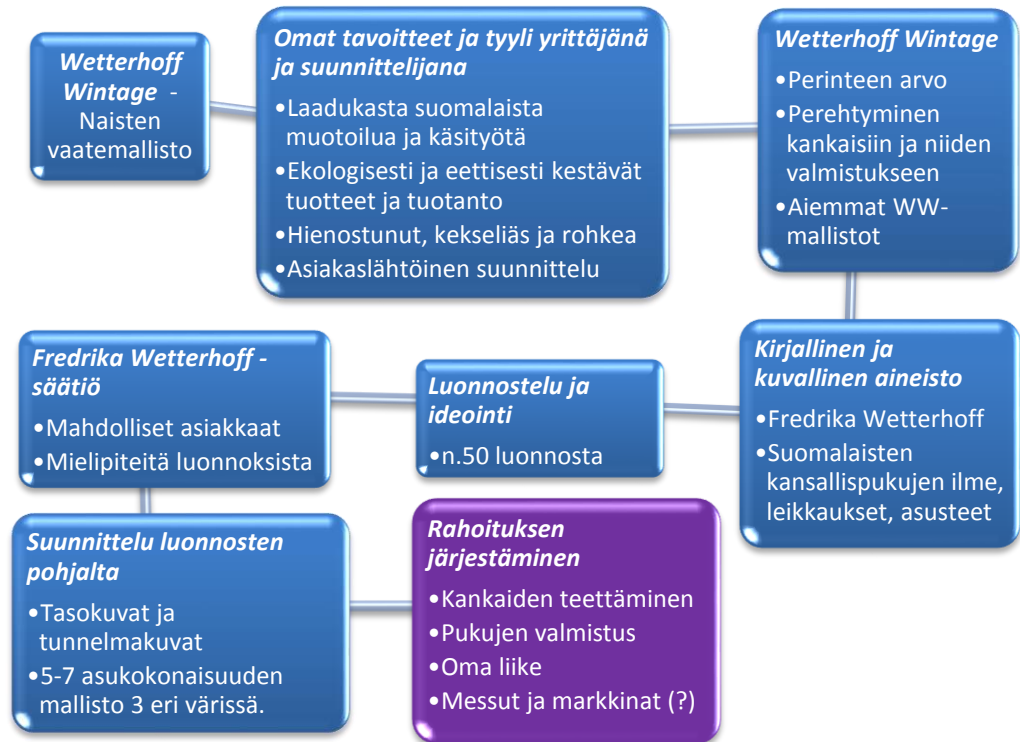 Wetterhoff
Wintage -
Naisten
vaatemallisto
Omat tavoitteet ja tyyli yrittäjänä
ja suunnittelijana
•Laadukasta suomalaista
muotoilua ja käsityötä
•Ekologisesti ja eettisesti kestävät
tuotteet ja tuotanto
•Hienostunut, kekseliäs ja rohkea
•Asiakaslähtöinen suunnittelu
Wetterhoff Wintage
•Perinteen arvo
•Perehtyminen
kankaisiin ja niiden
valmistukseen
•Aiemmat WW-
mallistot
Kirjallinen ja
kuvallinen aineisto
•Fredrika Wetterhoff
•Suomalaisten
kansallispukujen ilme,
leikkaukset, asusteet
Luonnostelu ja
ideointi
•n.50 luonnosta
Fredrika Wetterhoff -
säätiö
•Mahdolliset asiakkaat
•Mielipiteitä luonnoksista
Suunnittelu luonnosten
pohjalta
•Tasokuvat ja
tunnelmakuvat
•5-7 asukokonaisuuden
mallisto 3 eri värissä.
Rahoituksen
järjestäminen
•Kankaiden teettäminen
•Pukujen valmistus
•Oma liike
•Messut ja markkinat (?)